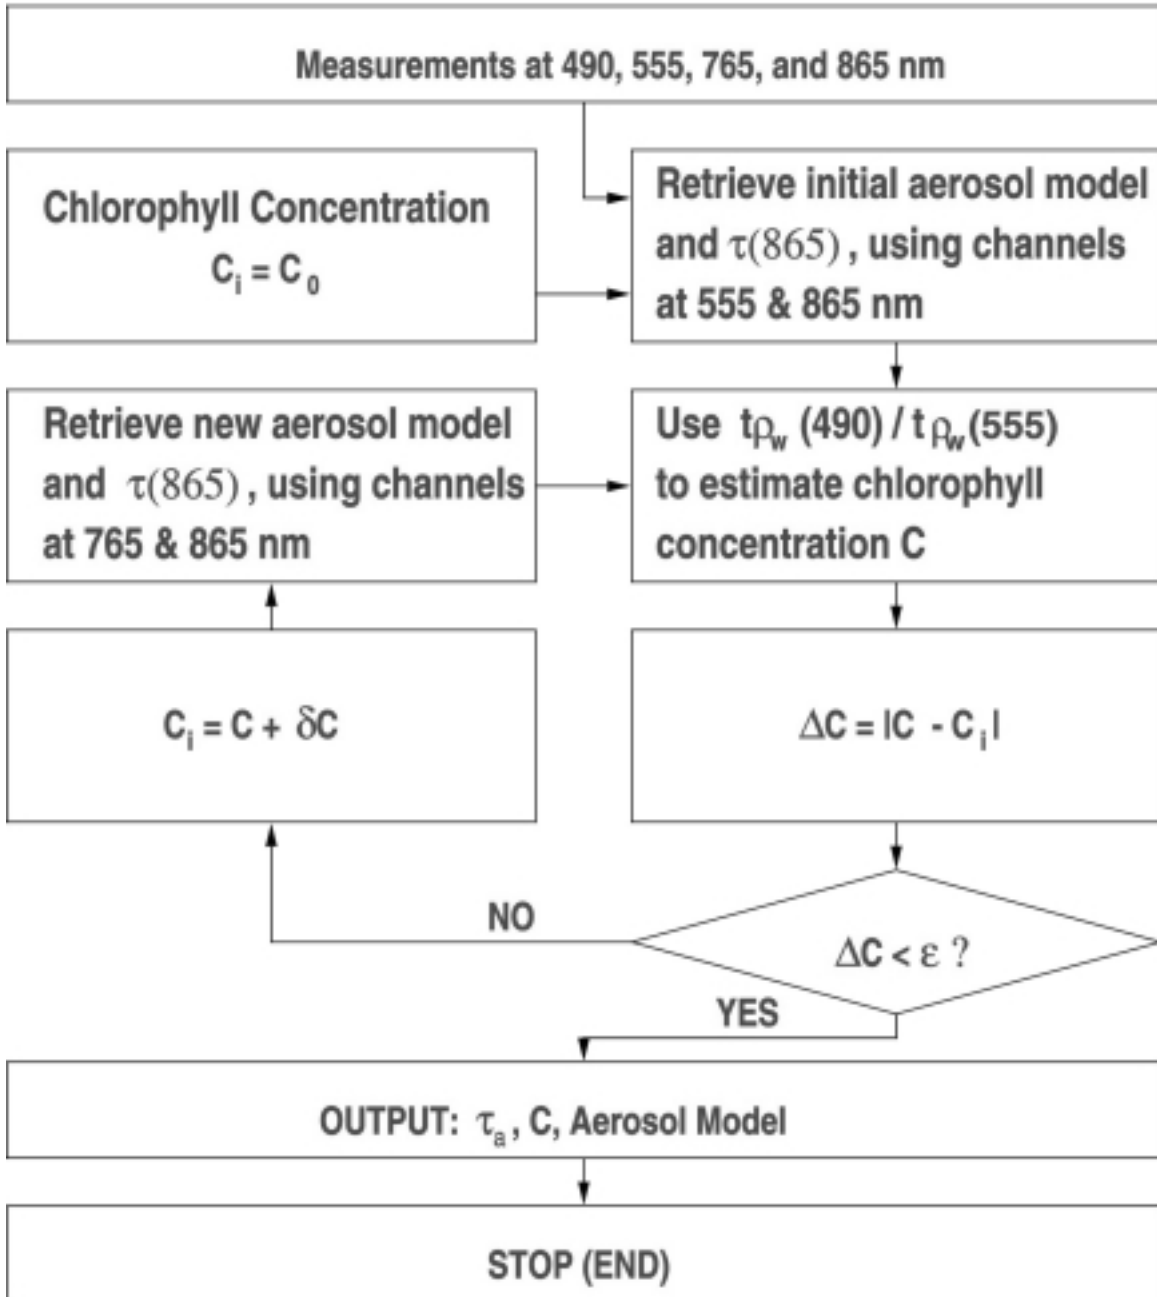 Measurements at 490, 555, 765, and 865 nm
Chlorophyll Concentration
C_i = C_0
Retrieve initial aerosol model
and τ(865), using channels
at 555 & 865 nm
Retrieve new aerosol model
and τ(865), using channels
at 765 & 865 nm
Use tρ_w (490) / tρ_w (555)
to estimate chlorophyll
concentration C
C_i = C + δC
ΔC = |C - C_i|
NO
ΔC < ε ?
YES
OUTPUT: τ_a, C, Aerosol Model
STOP (END)